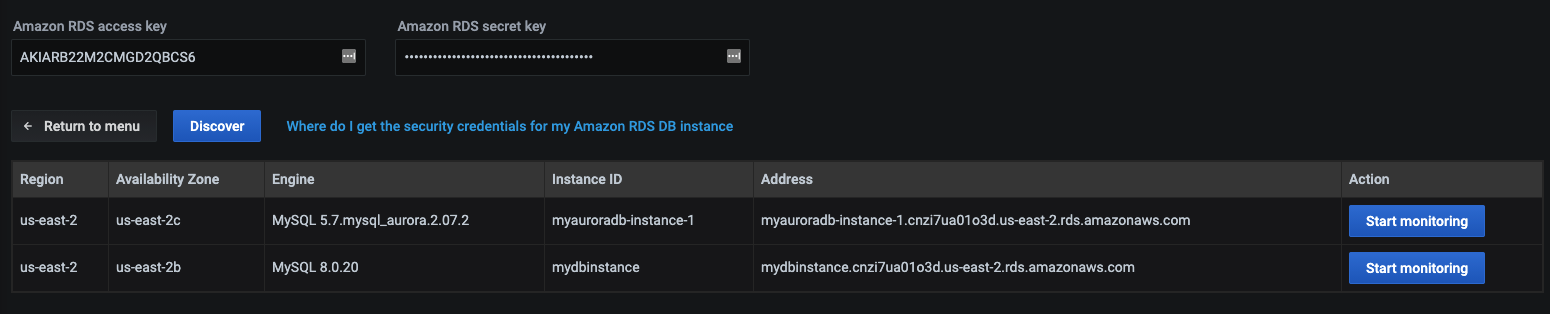 Amazon RDS access key Amazon RDS secret key
AKIARB22M2CMGD2QBCS6 ••••••••••••••••••••••••••••••••••••••••
← Return to menu Discover Where do I get the security credentials for my Amazon RDS DB instance
Region Availability Zone Engine Instance ID Address Action
us-east-2 us-east-2c MySQL 5.7.mysql_aurora.2.07.2 myauroradb-instance-1 myauroradb-instance-1.cnzi7ua01o3d.us-east-2.rds.amazonaws.com Start monitoring
us-east-2 us-east-2b MySQL 8.0.20 mydbinstance mydbinstance.cnzi7ua01o3d.us-east-2.rds.amazonaws.com Start monitoring